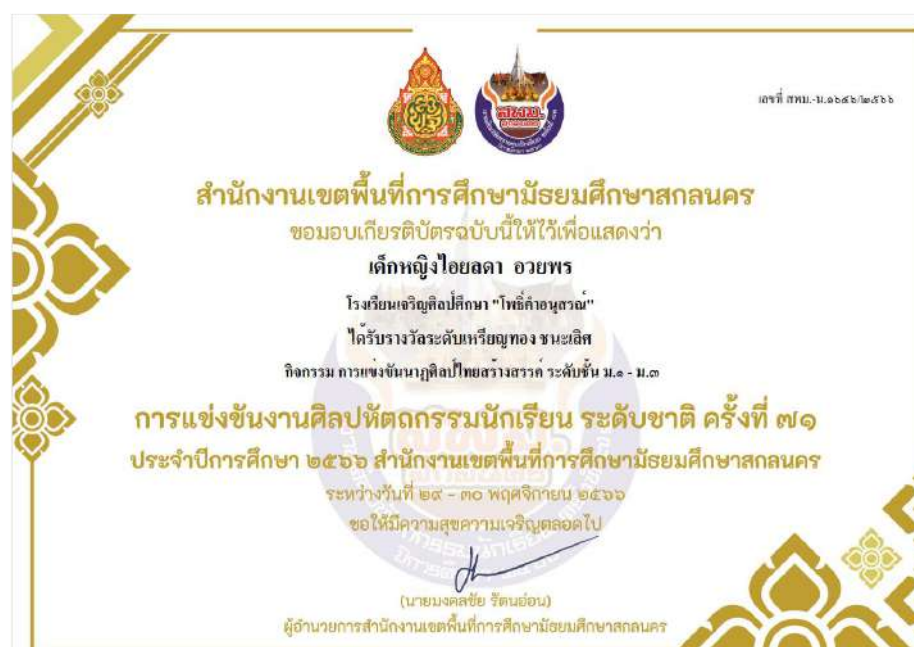 เลขที่ สพม.-ม.๑๖๔๖/๒๕๖๖
สำนักงานเขตพื้นที่การศึกษามัธยมศึกษาสกลนคร
ขอมอบเกียรติบัตรฉบับนี้ให้ไว้เพื่อแสดงว่า
เด็กหญิงไอยลดา อวยพร
โรงเรียนเจริญศิลป์ศึกษา "โพธิ์คำอนุสรณ์"
ได้รับรางวัลระดับเหรียญทอง ชนะเลิศ
กิจกรรม การแข่งขันนาฏศิลป์ไทยสร้างสรรค์ ระดับชั้น ม.๑ - ม.๓
การแข่งขันงานศิลปหัตถกรรมนักเรียน ระดับชาติ ครั้งที่ ๗๑
ประจำปีการศึกษา ๒๕๖๖ สำนักงานเขตพื้นที่การศึกษามัธยมศึกษาสกลนคร
ระหว่างวันที่ ๒๙ - ๓๐ พฤศจิกายน ๒๕๖๖
ขอให้มีความสุขความเจริญตลอดไป
(นายมงคลชัย รัตนอ่อน)
ผู้อำนวยการสำนักงานเขตพื้นที่การศึกษามัธยมศึกษาสกลนคร